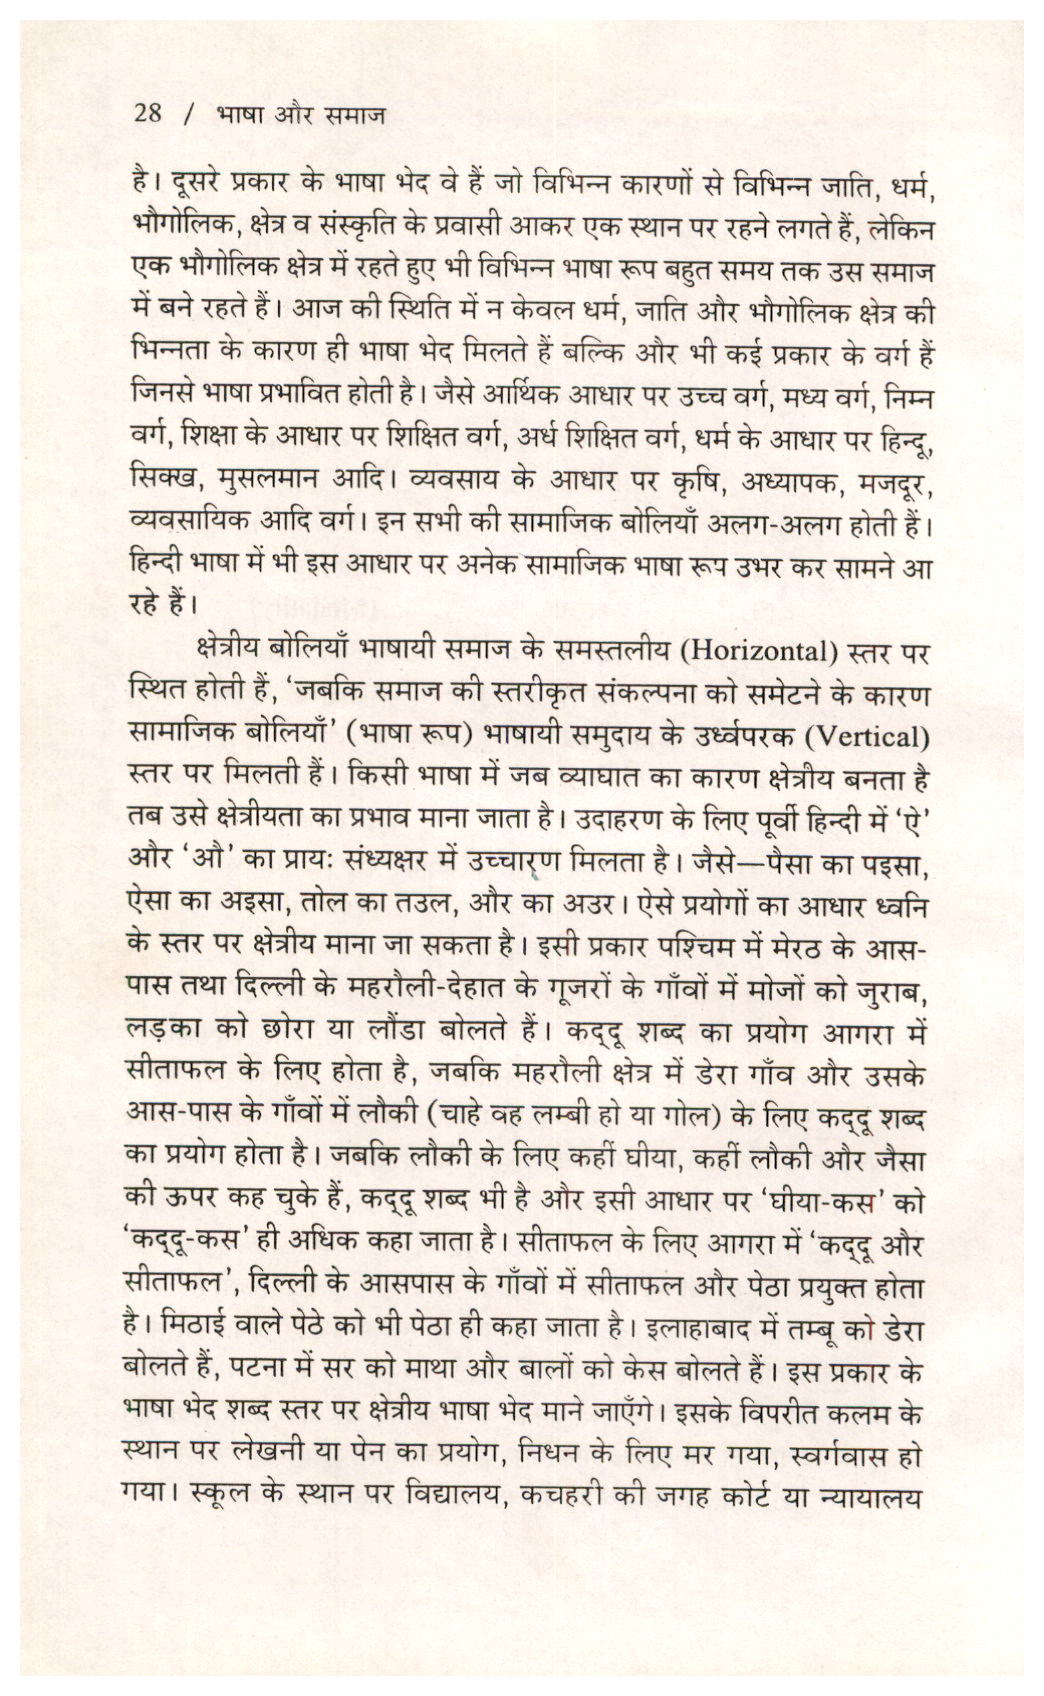 28 / भाषा और समाज
है। दूसरे प्रकार के भाषा भेद वे हैं जो विभिन्न कारणों से विभिन्न जाति, धर्म,
भौगोलिक, क्षेत्र व संस्कृति के प्रवासी आकर एक स्थान पर रहने लगते हैं, लेकिन
एक भौगोलिक क्षेत्र में रहते हुए भी विभिन्न भाषा रूप बहुत समय तक उस समाज
में बने रहते हैं। आज की स्थिति में न केवल धर्म, जाति और भौगोलिक क्षेत्र की
भिन्नता के कारण ही भाषा भेद मिलते हैं बल्कि और भी कई प्रकार के वर्ग हैं
जिनसे भाषा प्रभावित होती है। जैसे आर्थिक आधार पर उच्च वर्ग, मध्य वर्ग, निम्न
वर्ग, शिक्षा के आधार पर शिक्षित वर्ग, अर्ध शिक्षित वर्ग, धर्म के आधार पर हिन्दू,
सिक्ख, मुसलमान आदि। व्यवसाय के आधार पर कृषि, अध्यापक, मजदूर,
व्यवसायिक आदि वर्ग। इन सभी की सामाजिक बोलियाँ अलग-अलग होती हैं।
हिन्दी भाषा में भी इस आधार पर अनेक सामाजिक भाषा रूप उभर कर सामने आ
रहे हैं।
क्षेत्रीय बोलियाँ भाषायी समाज के समस्तलीय (Horizontal) स्तर पर
स्थित होती हैं, ‘जबकि समाज की स्तरीकृत संकल्पना को समेटने के कारण
सामाजिक बोलियाँ’ (भाषा रूप) भाषायी समुदाय के उर्ध्वपरक (Vertical)
स्तर पर मिलती हैं। किसी भाषा में जब व्याघात का कारण क्षेत्रीय बनता है
तब उसे क्षेत्रीयता का प्रभाव माना जाता है। उदाहरण के लिए पूर्वी हिन्दी में ‘ऐ’
और ‘औ’ का प्रायः संध्यक्षर में उच्चारण मिलता है। जैसे—पैसा का पइसा,
ऐसा का अइसा, तोल का तउल, और का अउर। ऐसे प्रयोगों का आधार ध्वनि
के स्तर पर क्षेत्रीय माना जा सकता है। इसी प्रकार पश्चिम में मेरठ के आस-
पास तथा दिल्ली के महरौली-देहात के गूजरों के गाँवों में मोजों को जुराब,
लड़का को छोरा या लौंडा बोलते हैं। कद्दू शब्द का प्रयोग आगरा में
सीताफल के लिए होता है, जबकि महरौली क्षेत्र में डेरा गाँव और उसके
आस-पास के गाँवों में लौकी (चाहे वह लम्बी हो या गोल) के लिए कद्दू शब्द
का प्रयोग होता है। जबकि लौकी के लिए कहीं घीया, कहीं लौकी और जैसा
की ऊपर कह चुके हैं, कद्दू शब्द भी है और इसी आधार पर ‘घीया-कस’ को
‘कद्दू-कस’ ही अधिक कहा जाता है। सीताफल के लिए आगरा में ‘कद्दू और
सीताफल’, दिल्ली के आसपास के गाँवों में सीताफल और पेठा प्रयुक्त होता
है। मिठाई वाले पेठे को भी पेठा ही कहा जाता है। इलाहाबाद में तम्बू को डेरा
बोलते हैं, पटना में सर को माथा और बालों को केस बोलते हैं। इस प्रकार के
भाषा भेद शब्द स्तर पर क्षेत्रीय भाषा भेद माने जाएँगे। इसके विपरीत कलम के
स्थान पर लेखनी या पेन का प्रयोग, निधन के लिए मर गया, स्वर्गवास हो
गया। स्कूल के स्थान पर विद्यालय, कचहरी की जगह कोर्ट या न्यायालय